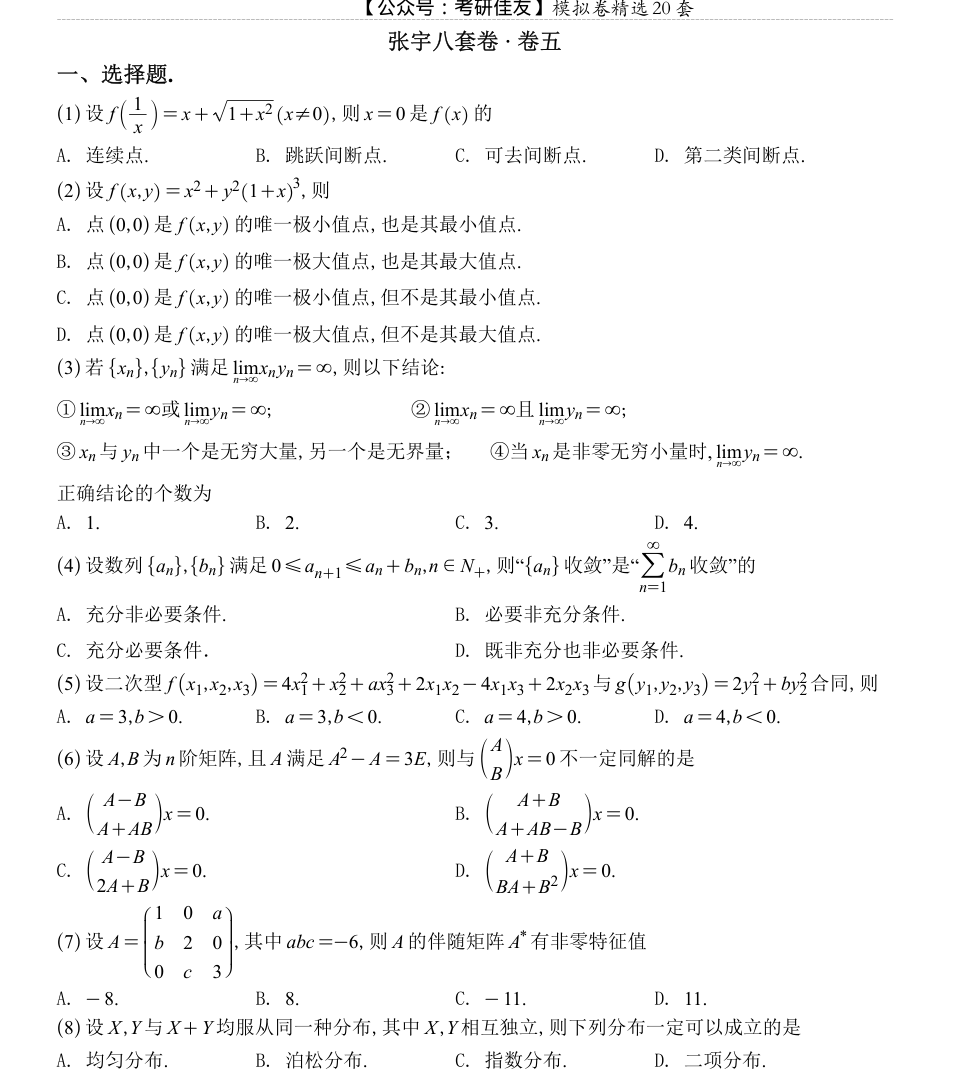 【公众号：考研佳友】模拟卷精选 20 套
张宇八套卷 · 卷五
一、选择题.
(1) 设 f(1/x) = x + √(1+x²) (x≠0), 则 x = 0 是 f(x) 的
A. 连续点. B. 跳跃间断点. C. 可去间断点. D. 第二类间断点.
(2) 设 f(x,y) = x² + y²(1+x)³, 则
A. 点 (0,0) 是 f(x,y) 的唯一极小值点, 也是其最小值点.
B. 点 (0,0) 是 f(x,y) 的唯一极大值点, 也是其最大值点.
C. 点 (0,0) 是 f(x,y) 的唯一极小值点, 但不是其最小值点.
D. 点 (0,0) 是 f(x,y) 的唯一极大值点, 但不是其最大值点.
(3) 若 {xₙ},{yₙ} 满足 lim_{n→∞} xₙyₙ = ∞, 则以下结论:
① lim_{n→∞} xₙ = ∞或 lim_{n→∞} yₙ = ∞; ② lim_{n→∞} xₙ = ∞且 lim_{n→∞} yₙ = ∞;
③ xₙ 与 yₙ 中一个是无穷大量, 另一个是无界量； ④当 xₙ 是非零无穷小量时, lim_{n→∞} yₙ = ∞.
正确结论的个数为
A. 1. B. 2. C. 3. D. 4.
(4) 设数列 {aₙ},{bₙ} 满足 0 ≤ aₙ₊₁ ≤ aₙ + bₙ, n ∈ N₊, 则“{aₙ} 收敛”是“∑_{n=1}^{∞} bₙ 收敛”的
A. 充分非必要条件. B. 必要非充分条件.
C. 充分必要条件. D. 既非充分也非必要条件.
(5) 设二次型 f(x₁,x₂,x₃) = 4x₁² + x₂² + ax₃² + 2x₁x₂ − 4x₁x₃ + 2x₂x₃ 与 g(y₁,y₂,y₃) = 2y₁² + by₂² 合同, 则
A. a = 3, b > 0. B. a = 3, b < 0. C. a = 4, b > 0. D. a = 4, b < 0.
(6) 设 A,B 为 n 阶矩阵, 且 A 满足 A² − A = 3E, 则与 (A; B)x = 0 不一定同解的是
A. (A−B; A+AB)x = 0. B. (A+B; A+AB−B)x = 0.
C. (A−B; 2A+B)x = 0. D. (A+B; BA+B²)x = 0.
(7) 设 A = (1 0 a; b 2 0; 0 c 3), 其中 abc = −6, 则 A 的伴随矩阵 A* 有非零特征值
A. − 8. B. 8. C. − 11. D. 11.
(8) 设 X,Y 与 X + Y 均服从同一种分布, 其中 X,Y 相互独立, 则下列分布一定可以成立的是
A. 均匀分布. B. 泊松分布. C. 指数分布. D. 二项分布.